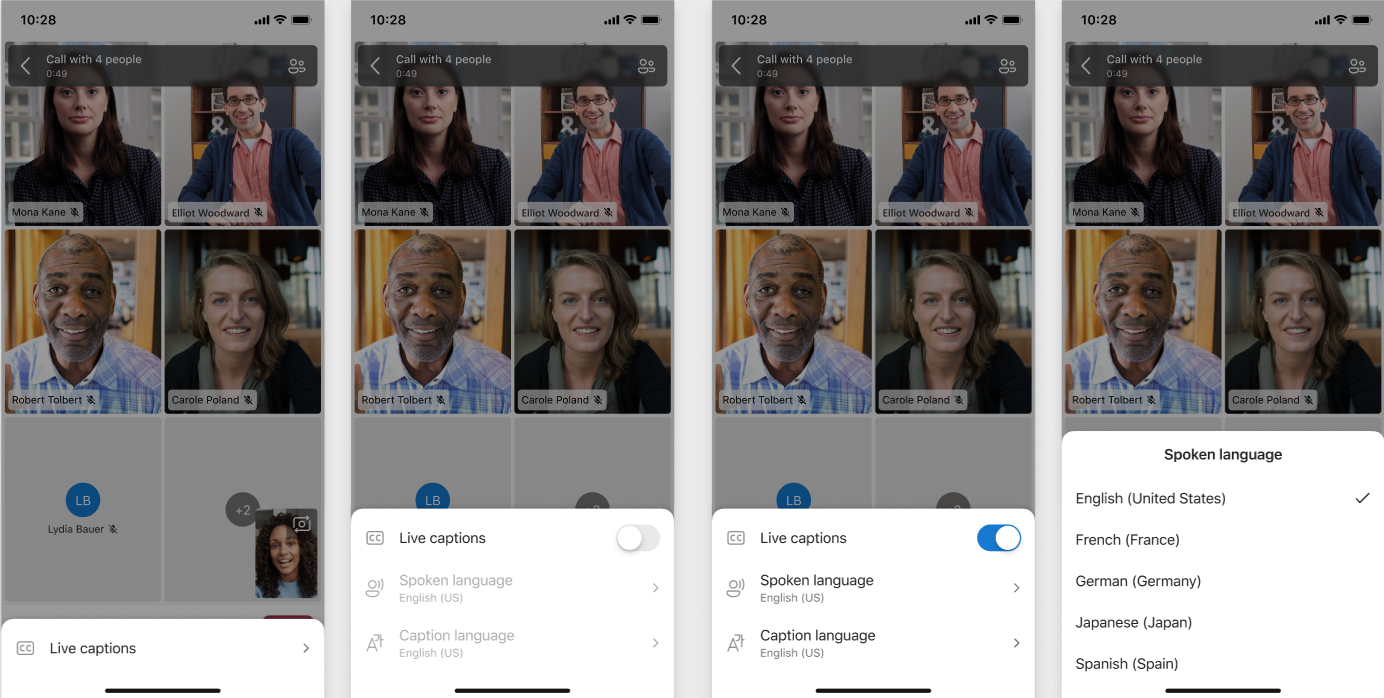 10:28
Call with 4 people
0:49
&
Mona Kane
Elliot Woodward
Robert Tolbert
Carole Poland
LB
Lydia Bauer
+2
CC Live captions
10:28
Call with 4 people
0:49
&
Mona Kane
Elliot Woodward
Robert Tolbert
Carole Poland
LB
CC Live captions
Spoken language
English (US)
Caption language
English (US)
10:28
Call with 4 people
0:49
&
Mona Kane
Elliot Woodward
Robert Tolbert
Carole Poland
LB
CC Live captions
Spoken language
English (US)
Caption language
English (US)
10:28
Call with 4 people
0:49
&
Mona Kane
Elliot Woodward
Robert Tolbert
Carole Poland
Spoken language
English (United States)
French (France)
German (Germany)
Japanese (Japan)
Spanish (Spain)